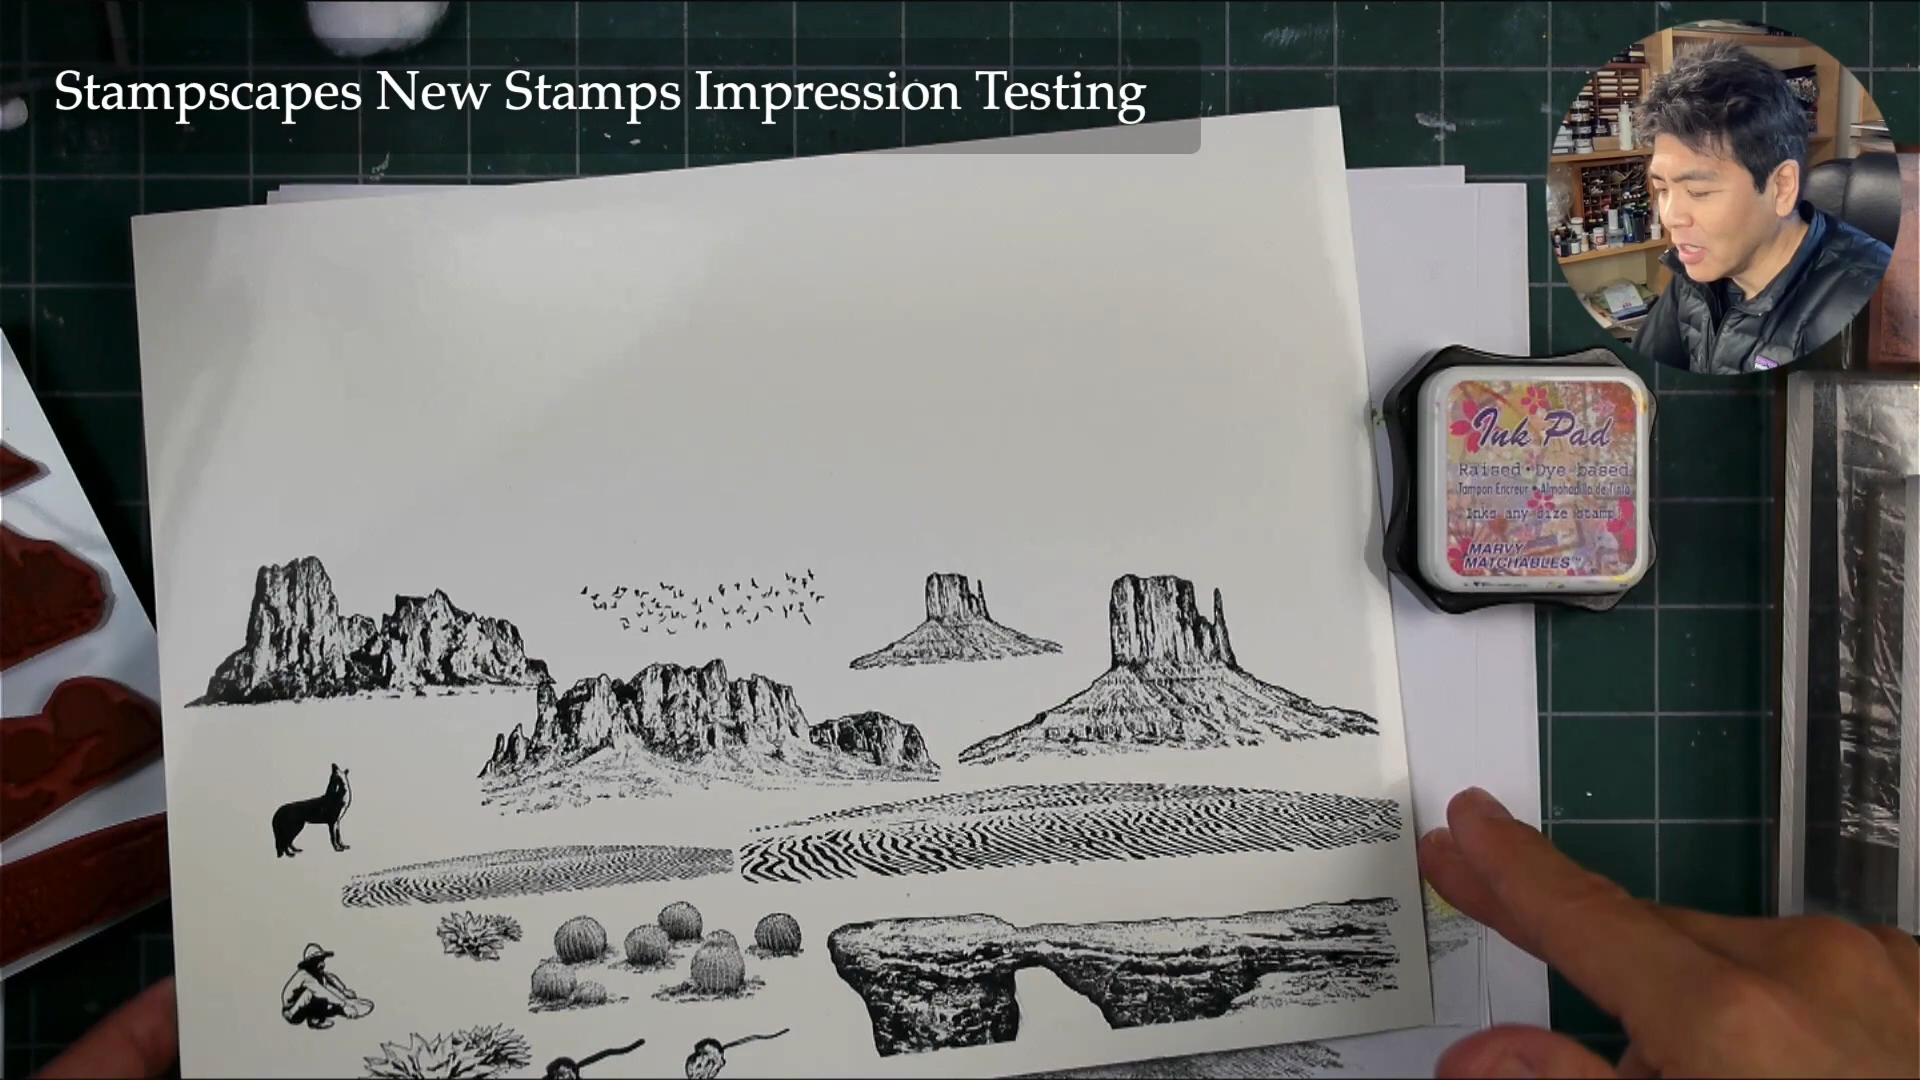 Stampscapes New Stamps Impression Testing
Ink Pad
Raised • Dye based
Tampon Encreur • Almohadilla de Tinta
Inks any size stamp!
MARVY
MATCHABLES™